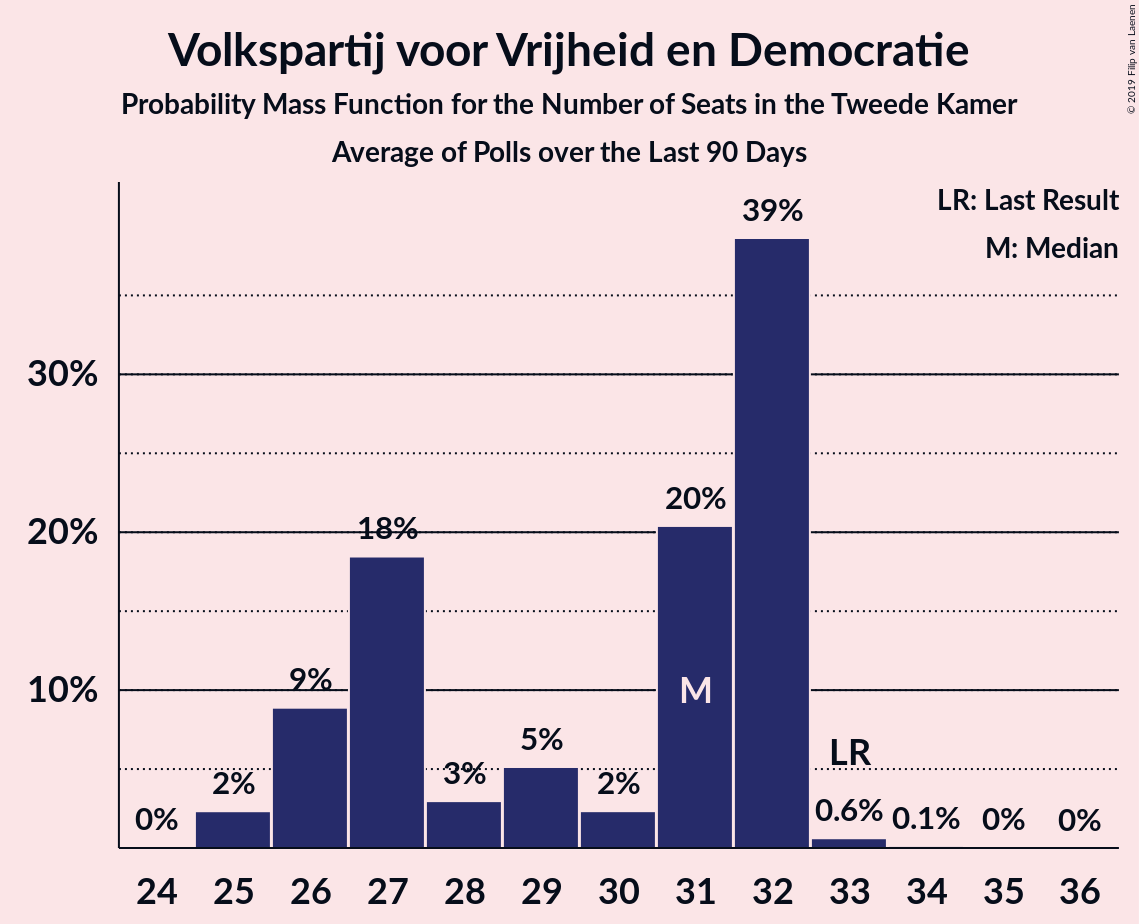 Volkspartij voor Vrijheid en Democratie
Probability Mass Function for the Number of Seats in the Tweede Kamer
Average of Polls over the Last 90 Days
© 2019 Filip van Laenen
LR: Last Result
M: Median
39%
30%
20%
20%
18%
10%
9%
M
LR
5%
3%
2%
2%
0%
0.6%
0.1%
0%
0%
24 25 26 27 28 29 30 31 32 33 34 35 36